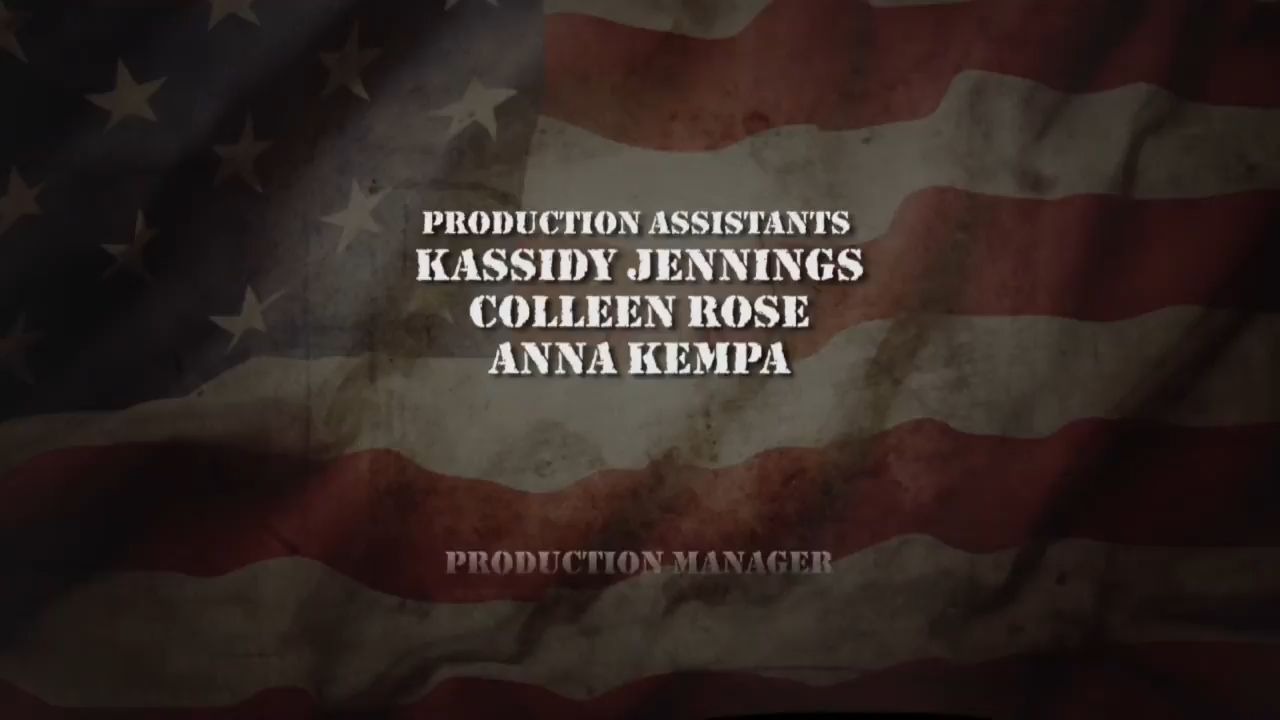 PRODUCTION ASSISTANTS
KASSIDY JENNINGS
COLLEEN ROSE
ANNA KEMPA
PRODUCTION MANAGER